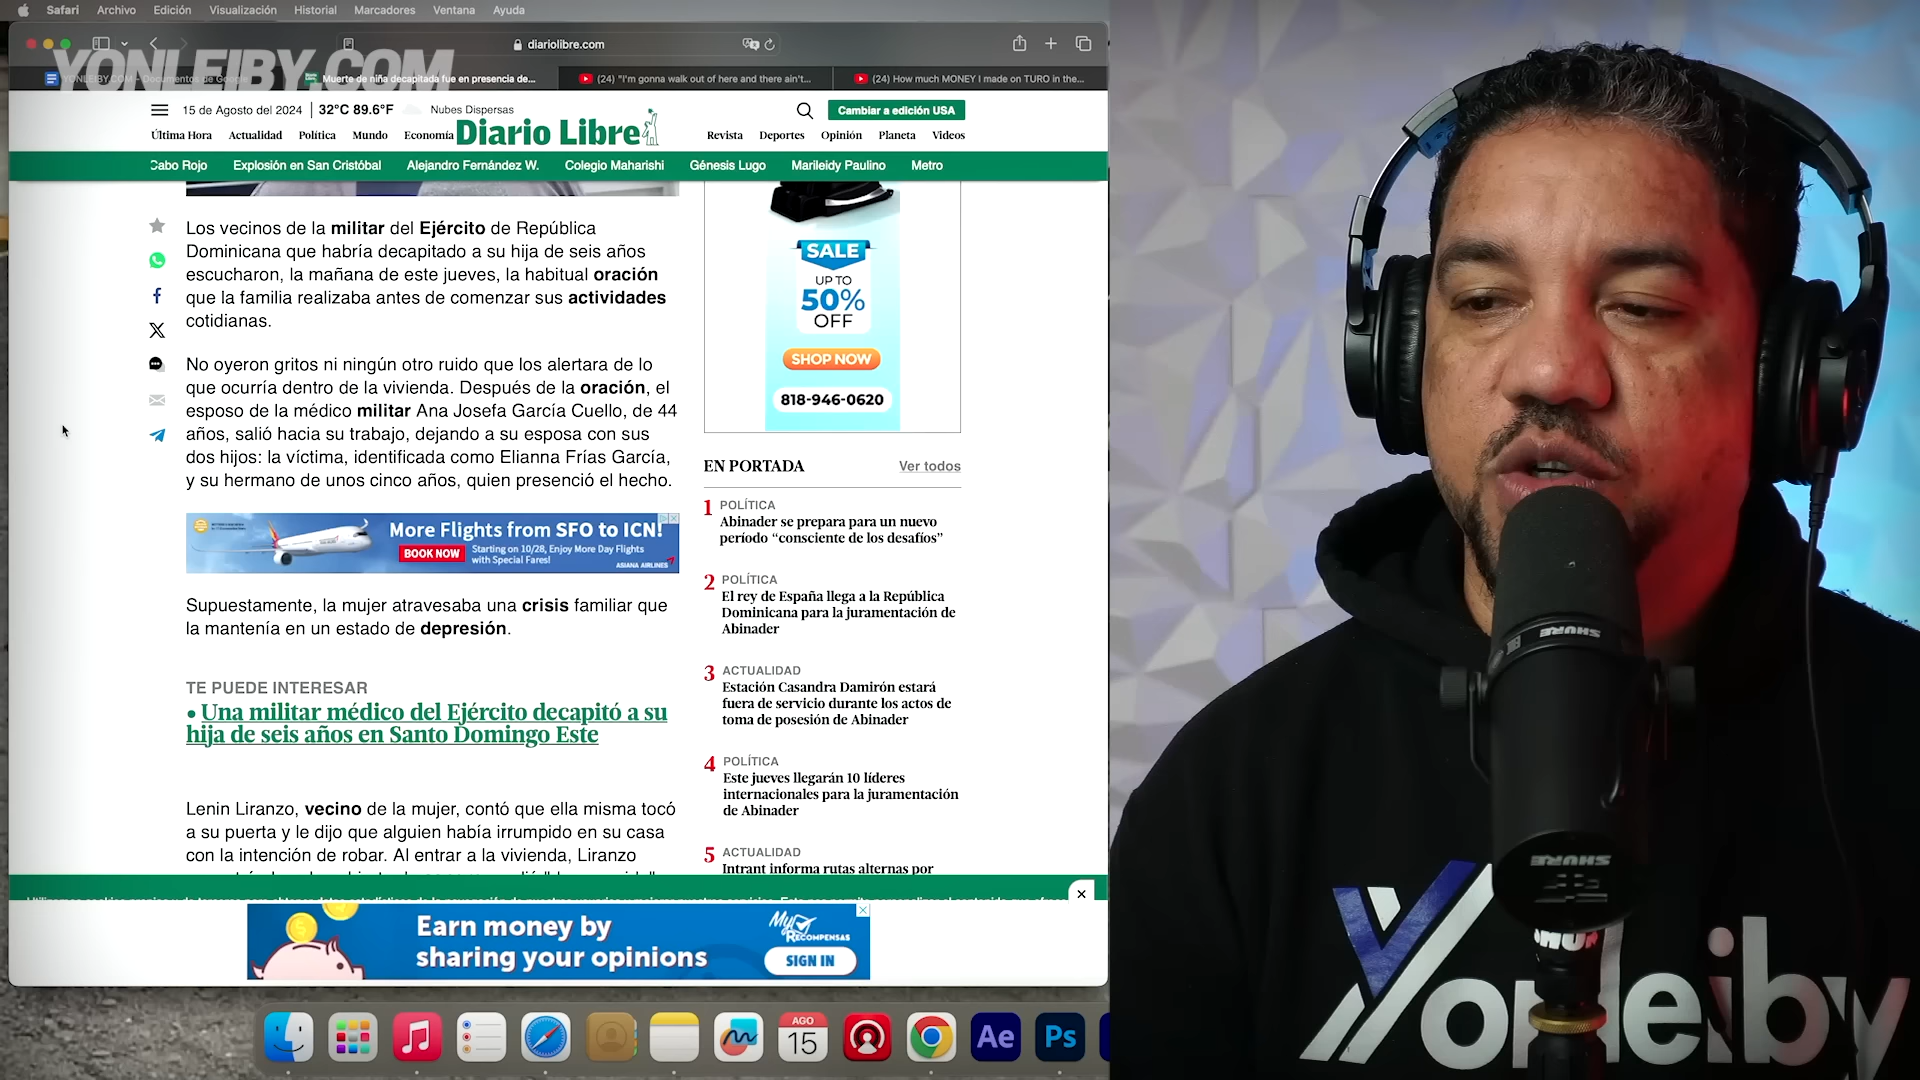 Safari Archivo Edición Visualización Historial Marcadores Ventana Ayuda
diariolibre.com
YONLEIBY.COM
YONLEIBY.COM - Documentos de Google
Muerte de niña decapitada fue en presencia de...
(24) "I'm gonna walk out of here and there ain't...
(24) How much MONEY I made on TURO in the...
15 de Agosto del 2024 | 32°C 89.6°F Nubes Dispersas
Cambiar a edición USA
Última Hora Actualidad Política Mundo Economía
Diario Libre
Revista Deportes Opinión Planeta Videos
Cabo Rojo Explosión en San Cristóbal Alejandro Fernández W. Colegio Maharishi Génesis Lugo Marileidy Paulino Metro
Los vecinos de la militar del Ejército de República
Dominicana que habría decapitado a su hija de seis años
escucharon, la mañana de este jueves, la habitual oración
que la familia realizaba antes de comenzar sus actividades
cotidianas.
No oyeron gritos ni ningún otro ruido que los alertara de lo
que ocurría dentro de la vivienda. Después de la oración, el
esposo de la médico militar Ana Josefa García Cuello, de 44
años, salió hacia su trabajo, dejando a su esposa con sus
dos hijos: la víctima, identificada como Elianna Frías García,
y su hermano de unos cinco años, quien presenció el hecho.
More Flights from SFO to ICN!
BOOK NOW
Starting on 10/28, Enjoy More Day Flights
with Special Fares!
ASIANA AIRLINES
Supuestamente, la mujer atravesaba una crisis familiar que
la mantenía en un estado de depresión.
TE PUEDE INTERESAR
• Una militar médico del Ejército decapitó a su
hija de seis años en Santo Domingo Este
Lenin Liranzo, vecino de la mujer, contó que ella misma tocó
a su puerta y le dijo que alguien había irrumpido en su casa
con la intención de robar. Al entrar a la vivienda, Liranzo
SALE
UP TO
50%
OFF
SHOP NOW
818-946-0620
EN PORTADA Ver todos
1 POLÍTICA
Abinader se prepara para un nuevo
período “consciente de los desafíos”
2 POLÍTICA
El rey de España llega a la República
Dominicana para la juramentación de
Abinader
3 ACTUALIDAD
Estación Casandra Damirón estará
fuera de servicio durante los actos de
toma de posesión de Abinader
4 POLÍTICA
Este jueves llegarán 10 líderes
internacionales para la juramentación
de Abinader
5 ACTUALIDAD
Intrant informa rutas alternas por
Earn money by
sharing your opinions
My
RECOMPENSAS
SIGN IN
AGO
15
Ae
Ps
SHURE
SHURE
Yonleiby